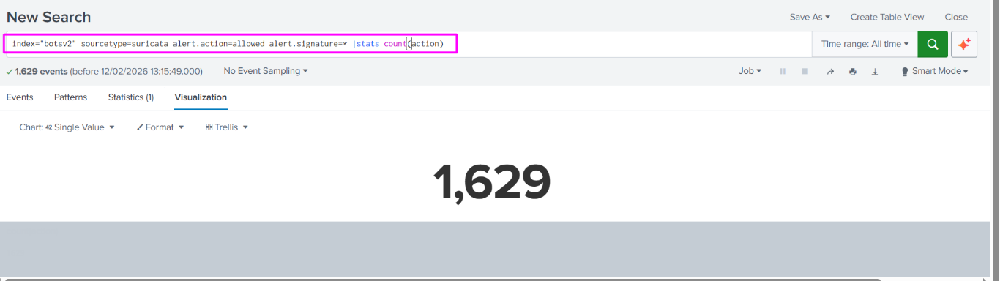 New Search
Save As ▾ Create Table View Close
index="botsv2" sourcetype=suricata alert.action=allowed alert.signature=* |stats count(action)
Time range: All time ▾
✓ 1,629 events (before 12/02/2026 13:15:49.000) No Event Sampling ▾ Job ▾ Smart Mode ▾
Events Patterns Statistics (1) Visualization
Chart: 42 Single Value ▾ Format ▾ Trellis ▾
1,629